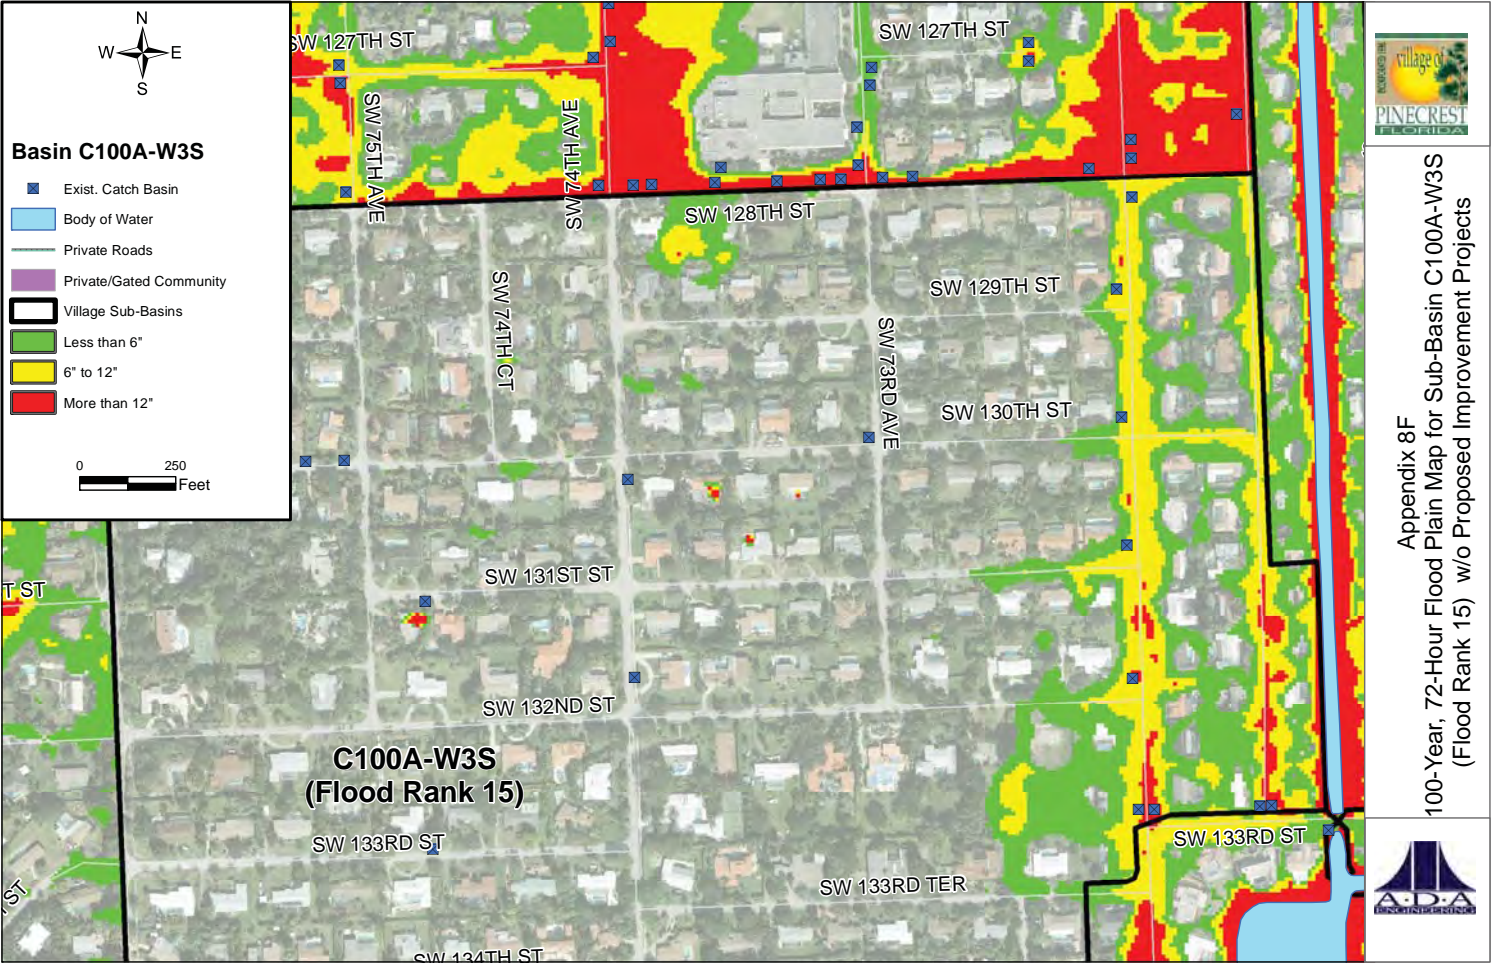 N
W E
S
Basin C100A-W3S
Exist. Catch Basin
Body of Water
Private Roads
Private/Gated Community
Village Sub-Basins
Less than 6"
6" to 12"
More than 12"
0 250
Feet
SW 127TH ST
SW 127TH ST
SW 75TH AVE
SW 74TH AVE
SW 128TH ST
SW 74TH CT
SW 129TH ST
SW 73RD AVE
SW 130TH ST
SW 131ST ST
T ST
SW 132ND ST
C100A-W3S
(Flood Rank 15)
SW 133RD ST
SW 133RD ST
SW 133RD TER
ST
SW 134TH ST
village of
PINECREST
FLORIDA
Appendix 8F
100-Year, 72-Hour Flood Plain Map for Sub-Basin C100A-W3S
(Flood Rank 15) w/o Proposed Improvement Projects
A·D·A
ENGINEERING